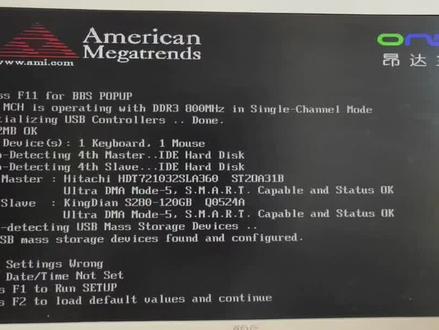 American
Megatrends
www.ami.com
昂达
ss F11 for BBS POPUP
MCH is operating with DDR3 800MHz in Single-Channel Mode
tializing USB Controllers .. Done.
2MB OK
Device(s): 1 Keyboard, 1 Mouse
o-Detecting 4th Master..IDE Hard Disk
o-Detecting 4th Slave...IDE Hard Disk
Master : Hitachi HDT721032SLA360 ST2OA31B
Ultra DMA Mode-5, S.M.A.R.T. Capable and Status OK
Slave : KingDian S280-120GB Q0524A
Ultra DMA Mode-5, S.M.A.R.T. Capable and Status OK
-detecting USB Mass Storage Devices ..
SB mass storage devices found and configured.
Settings Wrong
Date/Time Not Set
s F1 to Run SETUP
s F2 to load default values and continue